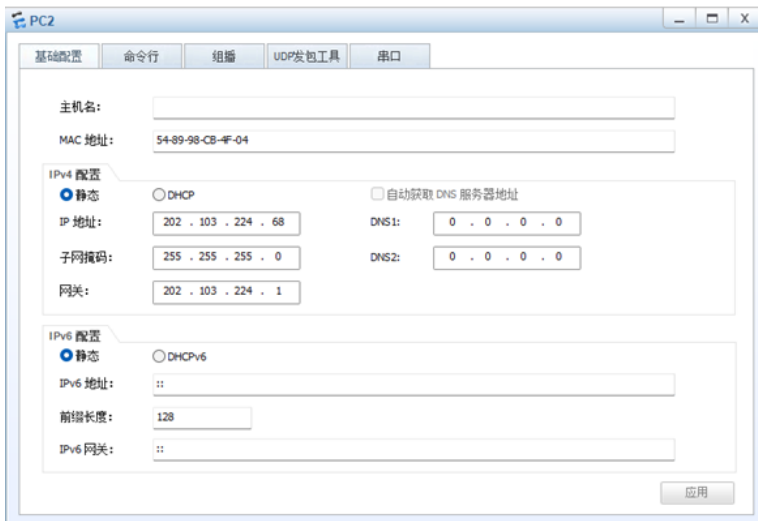 PC2
基础配置 命令行 组播 UDP发包工具 串口
主机名:
MAC 地址: 54-89-98-CB-4F-04
IPv4 配置
静态 DHCP 自动获取 DNS 服务器地址
IP 地址: 202 . 103 . 224 . 68 DNS1: 0 . 0 . 0 . 0
子网掩码: 255 . 255 . 255 . 0 DNS2: 0 . 0 . 0 . 0
网关: 202 . 103 . 224 . 1
IPv6 配置
静态 DHCPv6
IPv6 地址: ::
前缀长度: 128
IPv6 网关: ::
应用